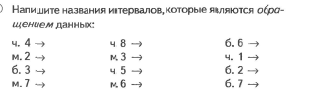 ) Напишите названия интервалов, которые являются обра-
щением данных:
ч. 4 → ч 8 → б. 6 →
м. 2 → м. 3 → ч. 1 →
б. 3 → ч 5 → б. 2 →
м. 7 → м. 6 → б. 7 →